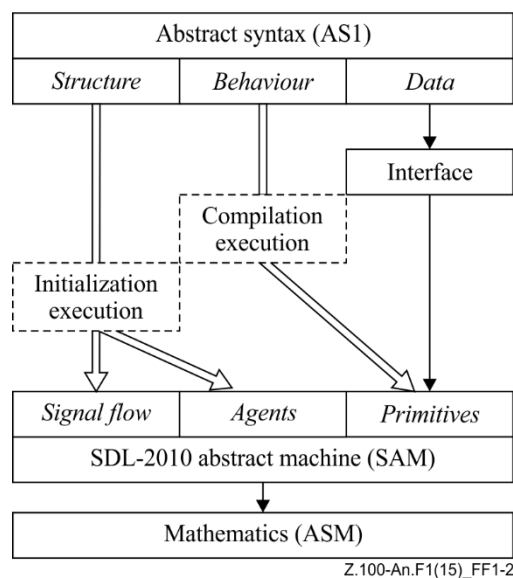 Abstract syntax (AS1)
Structure
Behaviour
Data
Interface
Compilation
execution
Initialization
execution
Signal flow
Agents
Primitives
SDL-2010 abstract machine (SAM)
Mathematics (ASM)
Z.100-An.F1(15)_FF1-2